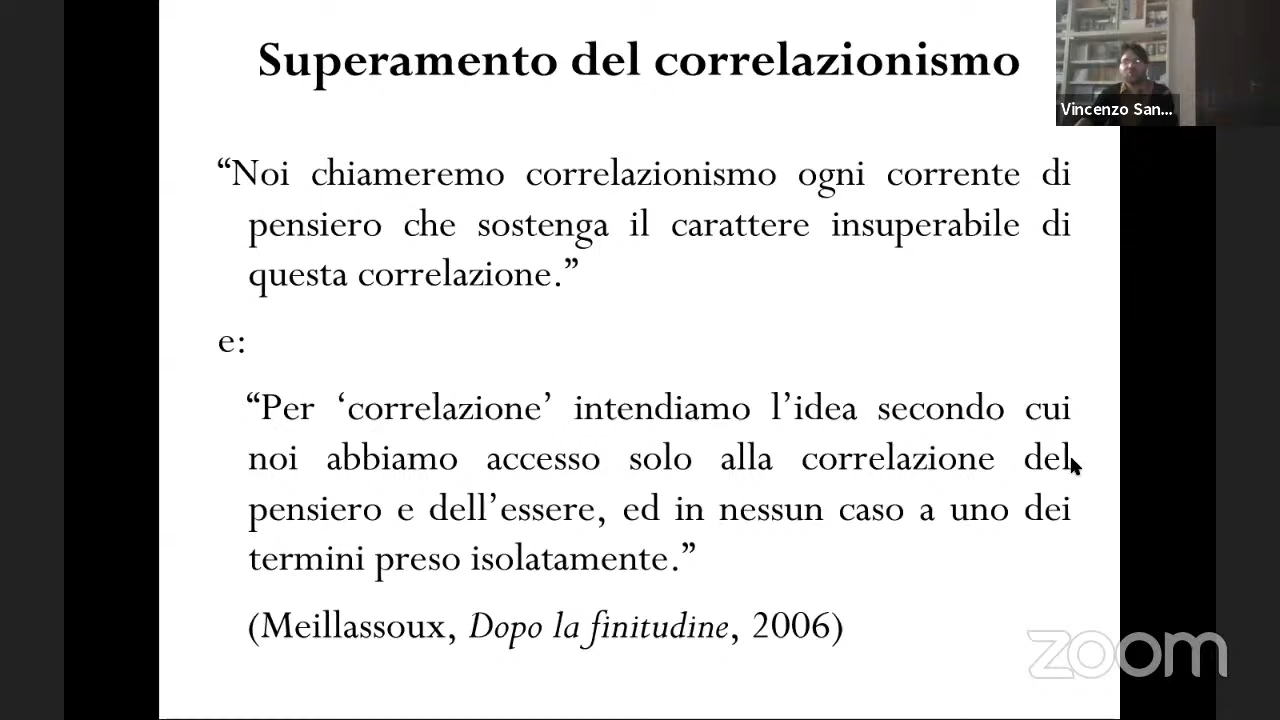 Superamento del correlazionismo
Vincenzo San...
“Noi chiameremo correlazionismo ogni corrente di
pensiero che sostenga il carattere insuperabile di
questa correlazione.”
e:
“Per ‘correlazione’ intendiamo l’idea secondo cui
noi abbiamo accesso solo alla correlazione del
pensiero e dell’essere, ed in nessun caso a uno dei
termini preso isolatamente.”
(Meillassoux, Dopo la finitudine, 2006)
zoom